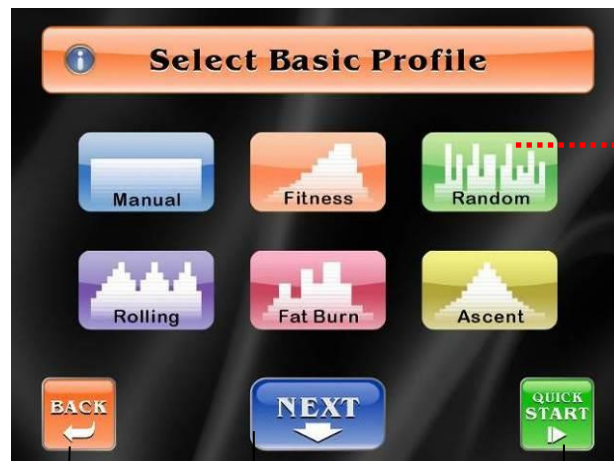 Select Basic Profile
Manual
Fitness
Random
Rolling
Fat Burn
Ascent
BACK
NEXT
QUICK
START